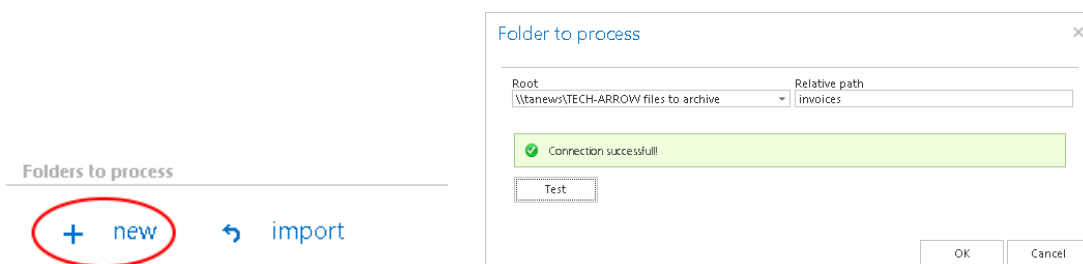 Folders to process
+ new import
Folder to process
Root Relative path
\\tanews\TECH-ARROW files to archive invoices
Connection successfull!
Test
OK Cancel